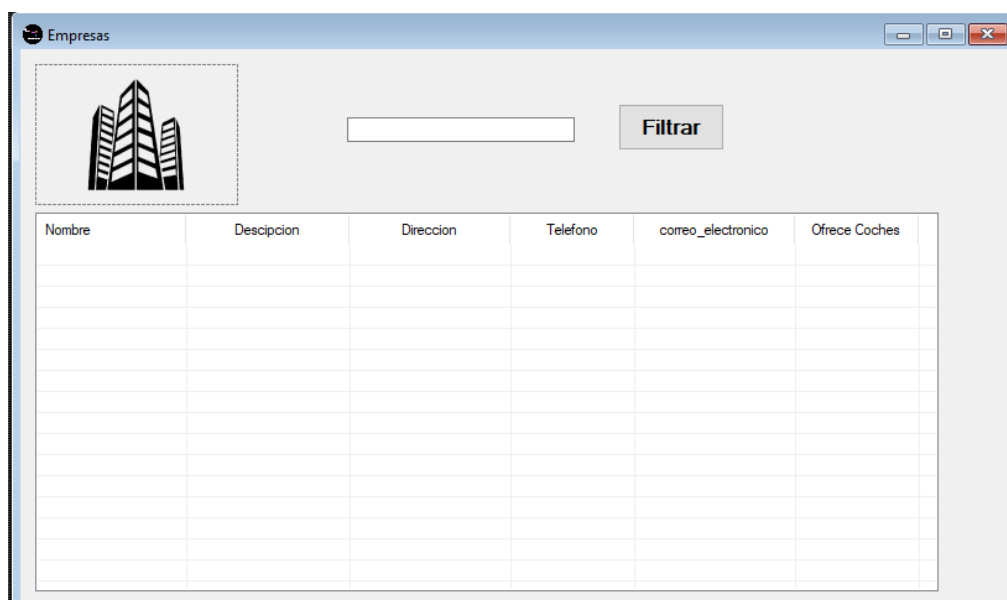 Empresas
Filtrar
Nombre Descipcion Direccion Telefono correo_electronico Ofrece Coches